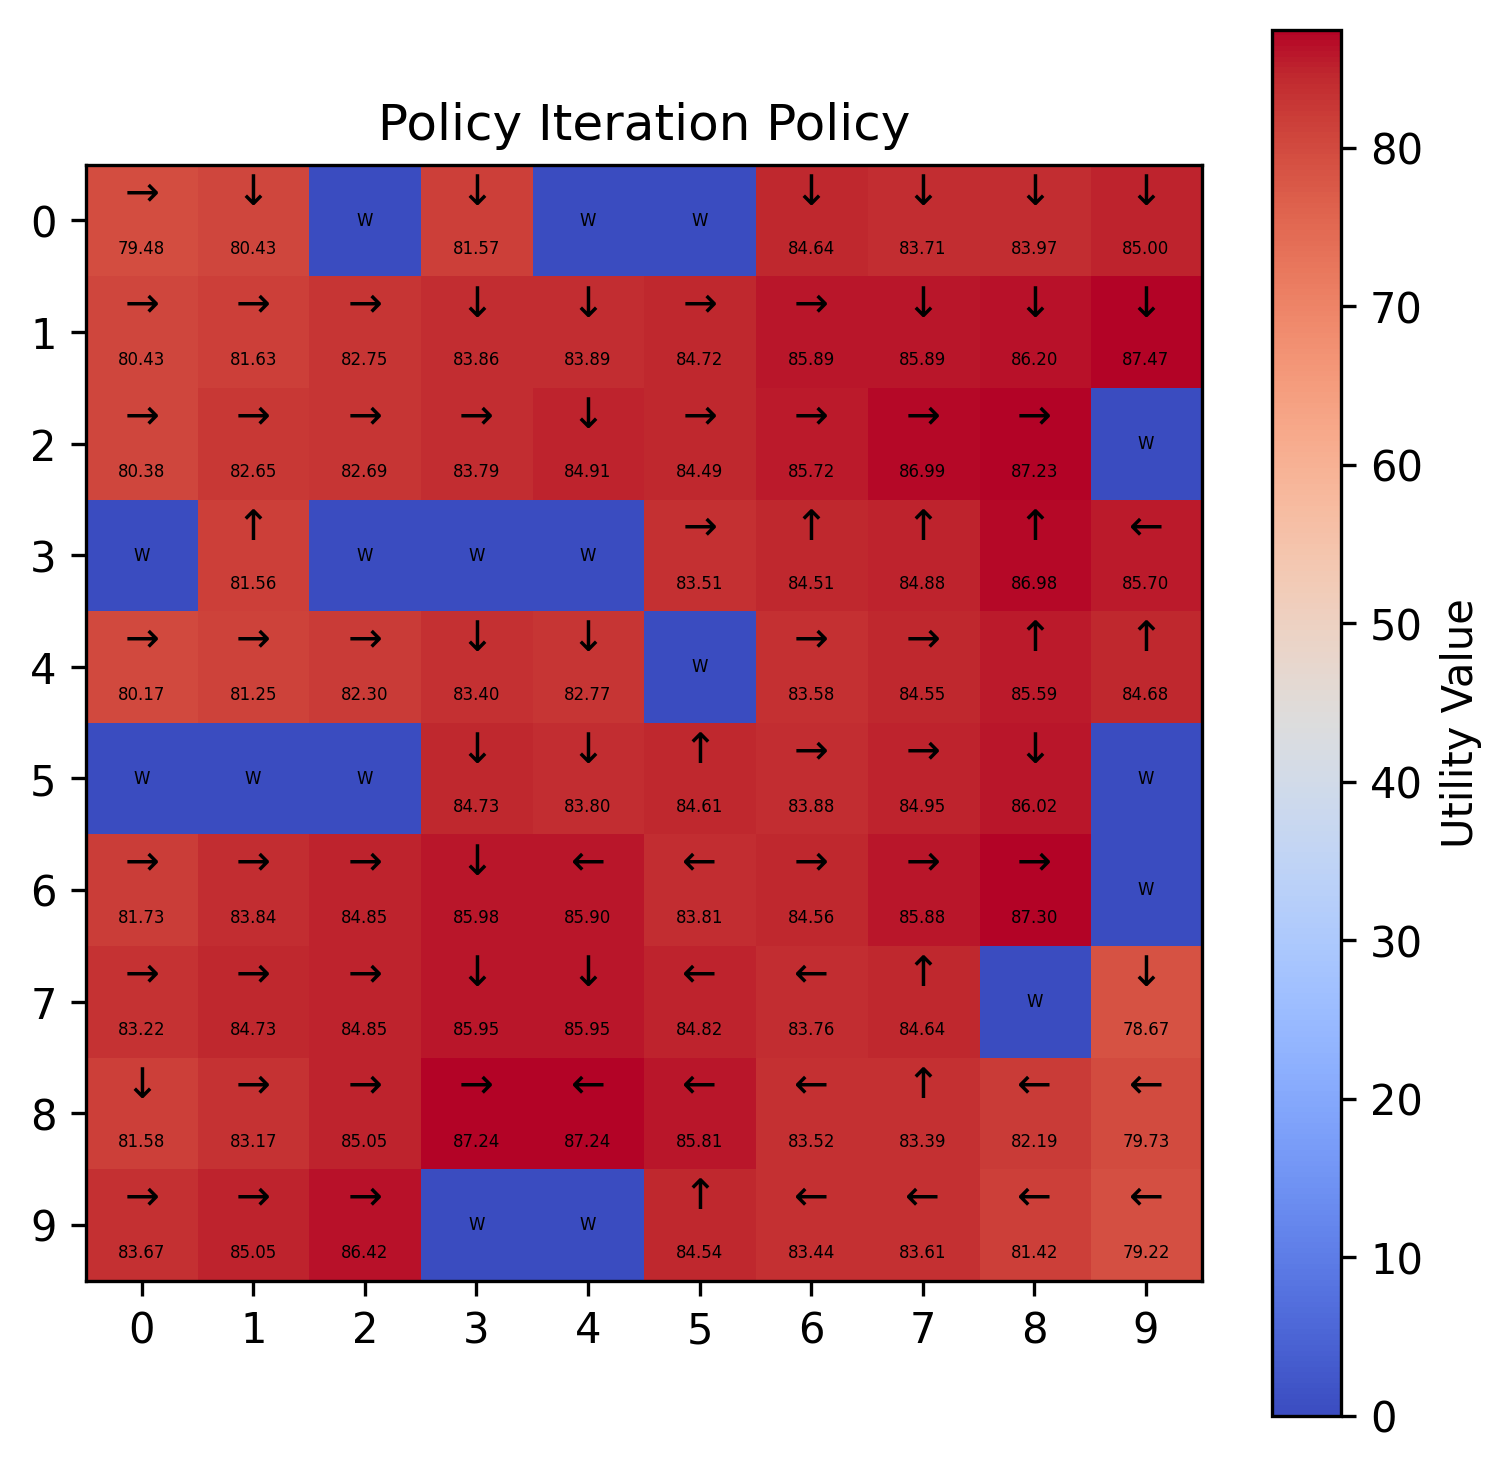 Policy Iteration Policy
0 → ↓ W ↓ W W ↓ ↓ ↓ ↓
79.48 80.43 81.57 84.64 83.71 83.97 85.00
1 → → → ↓ ↓ → → ↓ ↓ ↓
80.43 81.63 82.75 83.86 83.89 84.72 85.89 85.89 86.20 87.47
2 → → → → ↓ → → → → W
80.38 82.65 82.69 83.79 84.91 84.49 85.72 86.99 87.23
3 W ↑ W W W → ↑ ↑ ↑ ←
81.56 83.51 84.51 84.88 86.98 85.70
4 → → → ↓ ↓ W → → ↑ ↑
80.17 81.25 82.30 83.40 82.77 83.58 84.55 85.59 84.68
5 W W W ↓ ↓ ↑ → → ↓ W
84.73 83.80 84.61 83.88 84.95 86.02
6 → → → ↓ ← ← → → → W
81.73 83.84 84.85 85.98 85.90 83.81 84.56 85.88 87.30
7 → → → ↓ ↓ ← ← ↑ W ↓
83.22 84.73 84.85 85.95 85.95 84.82 83.76 84.64 78.67
8 ↓ → → → ← ← ← ↑ ← ←
81.58 83.17 85.05 87.24 87.24 85.81 83.52 83.39 82.19 79.73
9 → → → W W ↑ ← ← ← ←
83.67 85.05 86.42 84.54 83.44 83.61 81.42 79.22
0 1 2 3 4 5 6 7 8 9
80
70
60
50
40
30
20
10
0
Utility Value